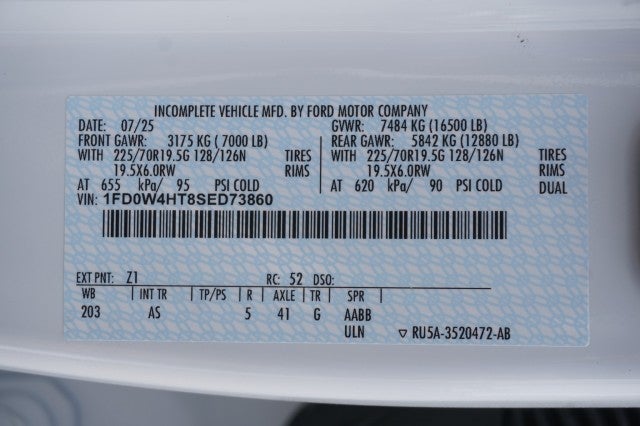 INCOMPLETE VEHICLE MFD. BY FORD MOTOR COMPANY
DATE: 07/25 GVWR: 7484 KG (16500 LB)
FRONT GAWR: 3175 KG (7000 LB) REAR GAWR: 5842 KG (12880 LB)
WITH 225/70R19.5G 128/126N TIRES WITH 225/70R19.5G 128/126N TIRES
19.5X6.0RW RIMS 19.5X6.0RW RIMS
AT 655 kPa/ 95 PSI COLD AT 620 kPa/ 90 PSI COLD DUAL
VIN: 1FD0W4HT8SED73860
EXT PNT: Z1 RC: 52 DSO:
WB INT TR TP/PS R AXLE TR SPR
203 AS 5 41 G AABB
ULN ▽ RU5A-3520472-AB